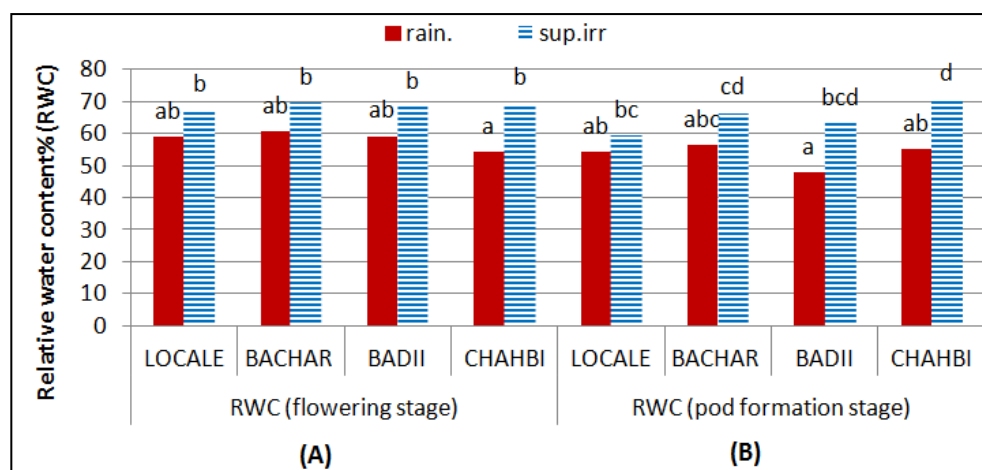 rain. sup.irr
Relative water content%(RWC)
80
70
60
50
40
30
20
10
0
ab b ab b ab b a b ab bc abc cd a bcd ab d
LOCALE BACHAR BADII CHAHBI LOCALE BACHAR BADII CHAHBI
RWC (flowering stage) RWC (pod formation stage)
(A) (B)